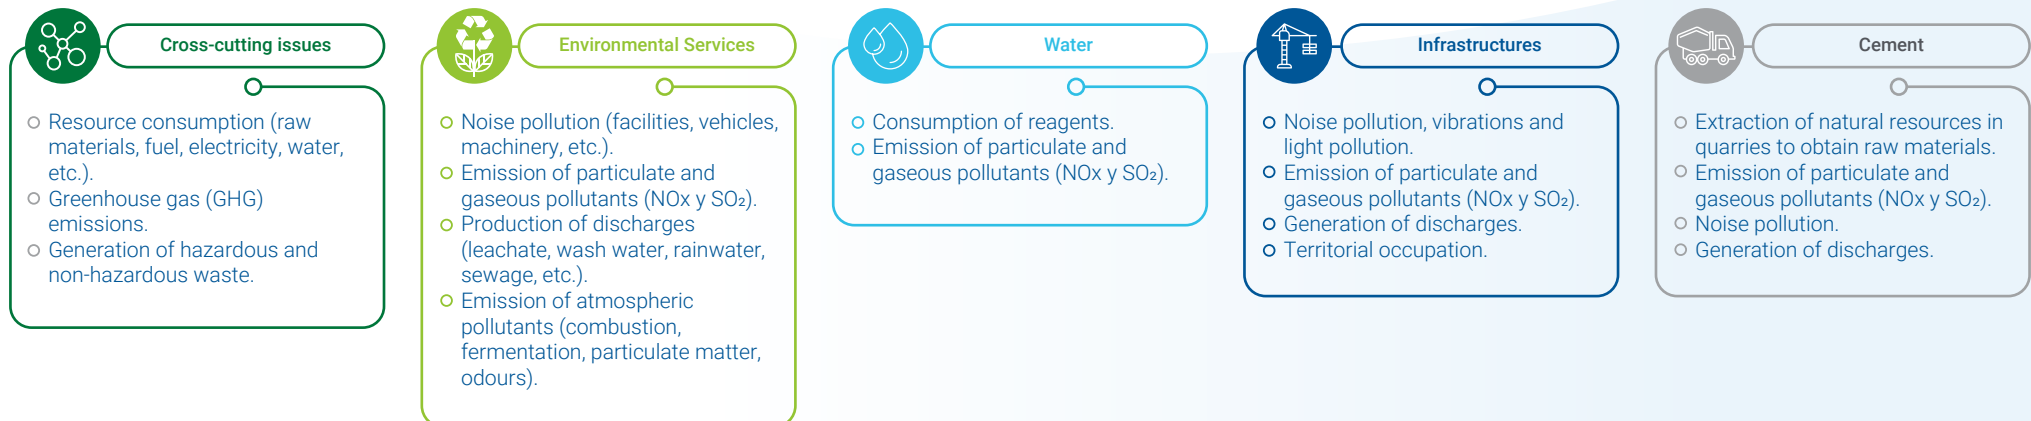 Cross-cutting issues
Resource consumption (raw
materials, fuel, electricity, water,
etc.).
Greenhouse gas (GHG)
emissions.
Generation of hazardous and
non-hazardous waste.
Environmental Services
Noise pollution (facilities, vehicles,
machinery, etc.).
Emission of particulate and
gaseous pollutants (NOx y SO₂).
Production of discharges
(leachate, wash water, rainwater,
sewage, etc.).
Emission of atmospheric
pollutants (combustion,
fermentation, particulate matter,
odours).
Water
Consumption of reagents.
Emission of particulate and
gaseous pollutants (NOx y SO₂).
Infrastructures
Noise pollution, vibrations and
light pollution.
Emission of particulate and
gaseous pollutants (NOx y SO₂).
Generation of discharges.
Territorial occupation.
Cement
Extraction of natural resources in
quarries to obtain raw materials.
Emission of particulate and
gaseous pollutants (NOx y SO₂).
Noise pollution.
Generation of discharges.